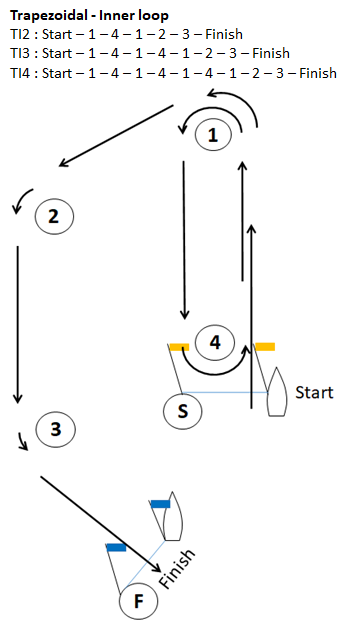 Trapezoidal - Inner loop
TI2 : Start – 1 – 4 – 1 – 2 – 3 – Finish
TI3 : Start – 1 – 4 – 1 – 4 – 1 – 2 – 3 – Finish
TI4 : Start – 1 – 4 – 1 – 4 – 1 – 4 – 1 – 2 – 3 – Finish
1
2
4
Start
S
3
Finish
F